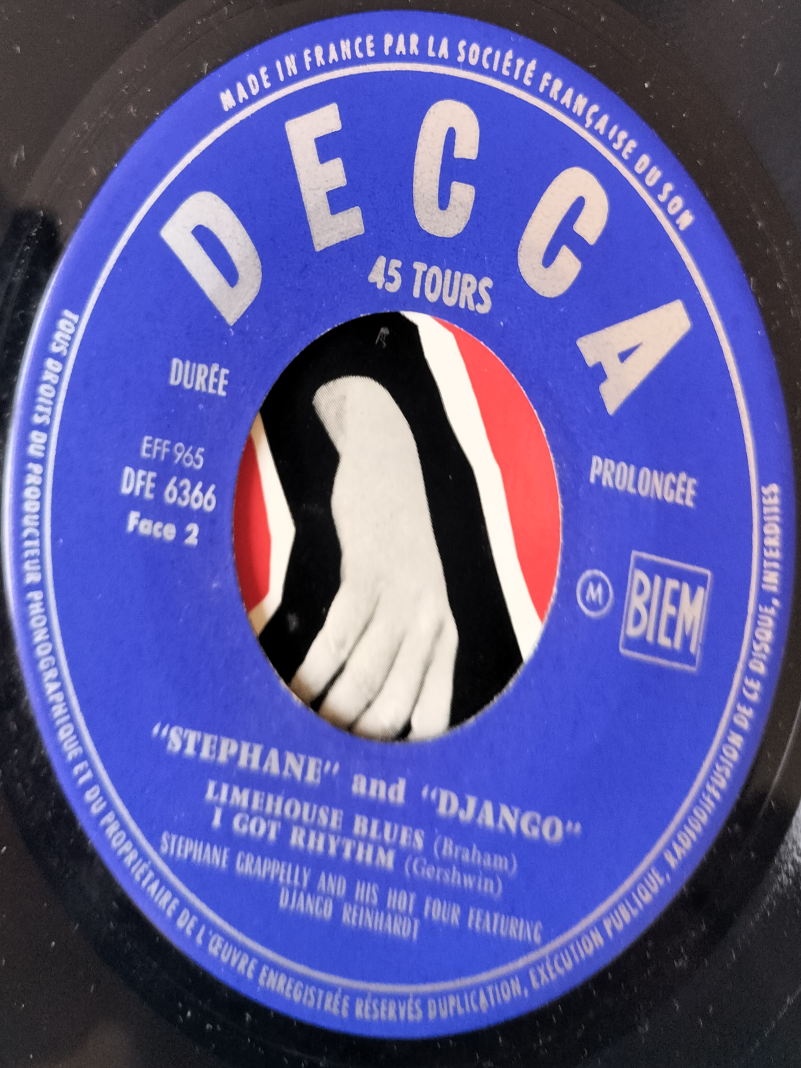 MADE IN FRANCE PAR LA SOCIÉTÉ FRANÇAISE DU SON
DECCA
45 TOURS
DURÉE
PROLONGÉE
EFF 965
DFE 6366
Face 2
M
BIEM
"STEPHANE" and "DJANGO"
LIMEHOUSE BLUES (Braham)
I GOT RHYTHM (Gershwin)
STEPHANE GRAPPELLY AND HIS HOT FOUR FEATURING
DJANGO REINHARDT
TOUS DROITS DU PRODUCTEUR PHONOGRAPHIQUE ET DU PROPRIÉTAIRE DE L'ŒUVRE ENREGISTRÉE RÉSERVÉS DUPLICATION, EXÉCUTION PUBLIQUE, RADIODIFFUSION DE CE DISQUE, INTERDITES